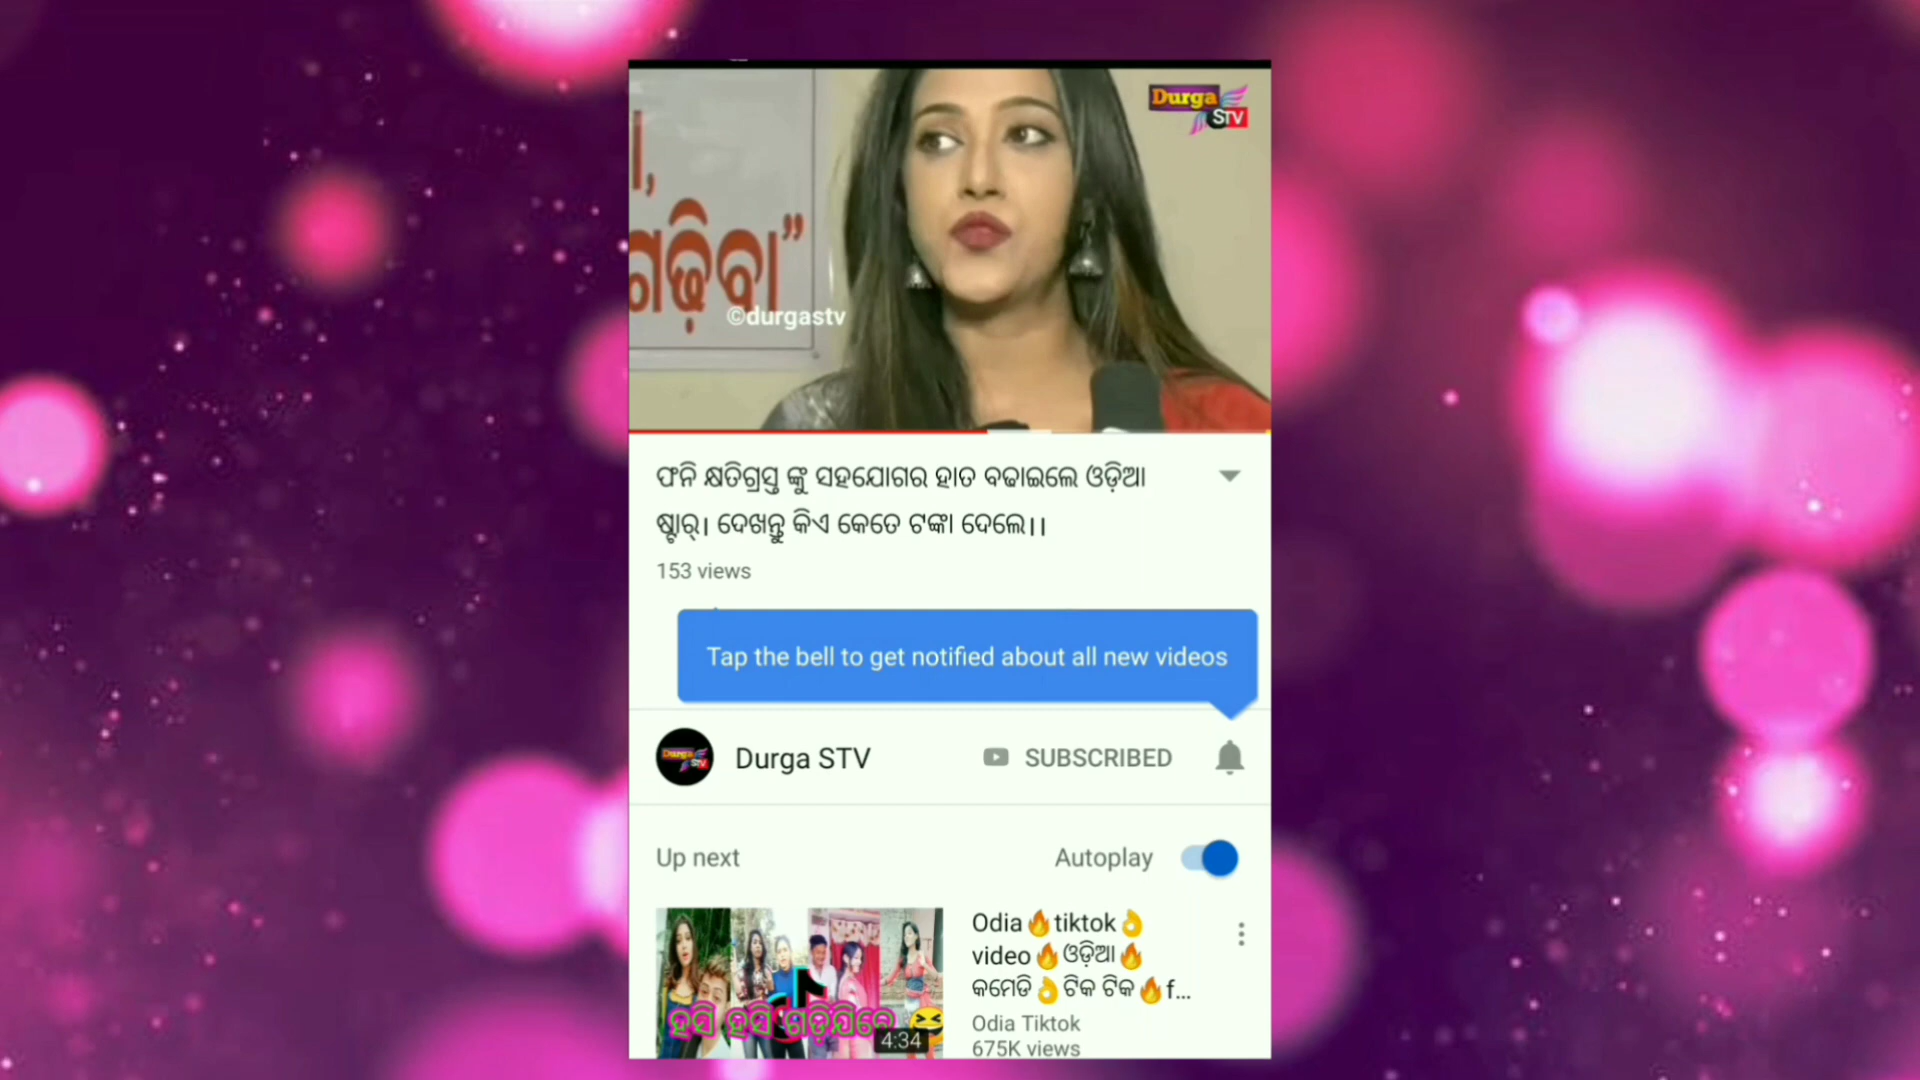 Durga
STV
ଗଢ଼ିବା”
©durgastv
ଫନି କ୍ଷତିଗ୍ରସ୍ତ ଙ୍କୁ ସହଯୋଗର ହାତ ବଢାଇଲେ ଓଡ଼ିଆ
ଷ୍ଟାର୍। ଦେଖନ୍ତୁ କିଏ କେତେ ଟଙ୍କା ଦେଲେ।।
153 views
Tap the bell to get notified about all new videos
Durga STV
SUBSCRIBED
Up next
Autoplay
Odia🔥tiktok👌
video🔥ଓଡ଼ିଆ🔥
କମେଡି👌ଟିକ ଟିକ🔥f...
ହସି ହସି ଗଡ଼ିଯିବେ
4:34
Odia Tiktok
675K views